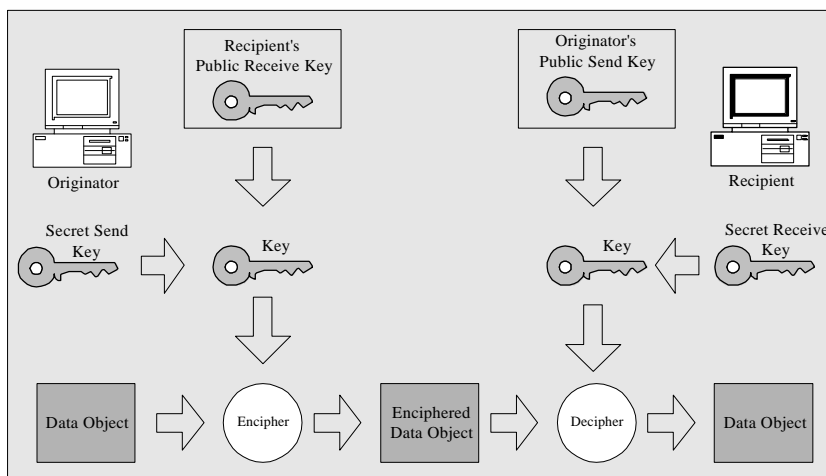 Recipient's
Public Receive Key
Originator's
Public Send Key
Originator
Recipient
Secret Send
Key
Key
Key
Secret Receive
Key
Data Object
Encipher
Enciphered
Data Object
Decipher
Data Object